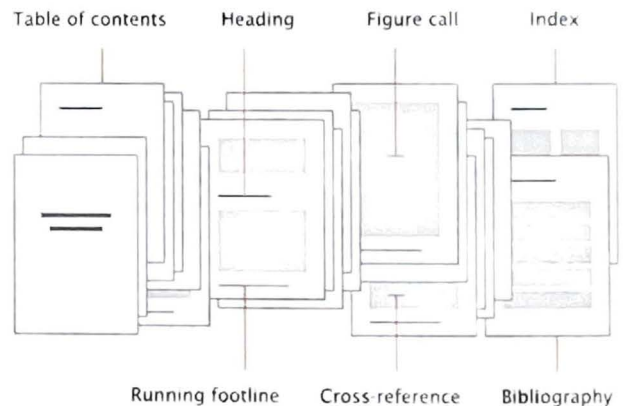 Table of contents
Heading
Figure call
Index
Running footline
Cross-reference
Bibliography